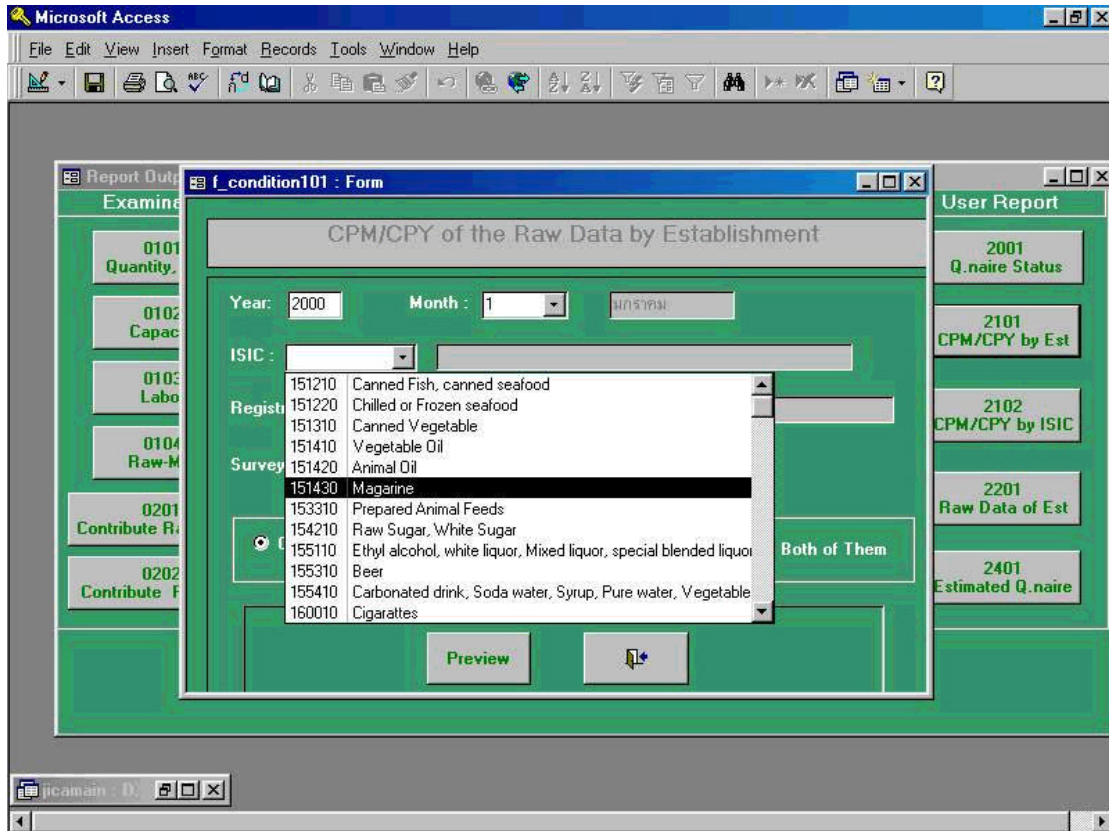 Microsoft Access
File Edit View Insert Format Records Tools Window Help
Report Outp
f_condition101 : Form
Examine
User Report
CPM/CPY of the Raw Data by Establishment
0101
Quantity,
0102
Capac
0103
Labo
0104
Raw-M
0201
Contribute Ra
0202
Contribute
Year: 2000 Month : 1 มกราคม
ISIC :
151210 Canned Fish, canned seafood
151220 Chilled or Frozen seafood
151310 Canned Vegetable
151410 Vegetable Oil
151420 Animal Oil
151430 Magarine
153310 Prepared Animal Feeds
154210 Raw Sugar, White Sugar
155110 Ethyl alcohol, white liquor, Mixed liquor, special blended liquor
155310 Beer
155410 Carbonated drink, Soda water, Syrup, Pure water, Vegetable
160010 Cigarattes
Registr
Survey
Both of Them
Preview
2001
Q.naire Status
2101
CPM/CPY by Est
2102
CPM/CPY by ISIC
2201
Raw Data of Est
2401
Estimated Q.naire
jicamain : D